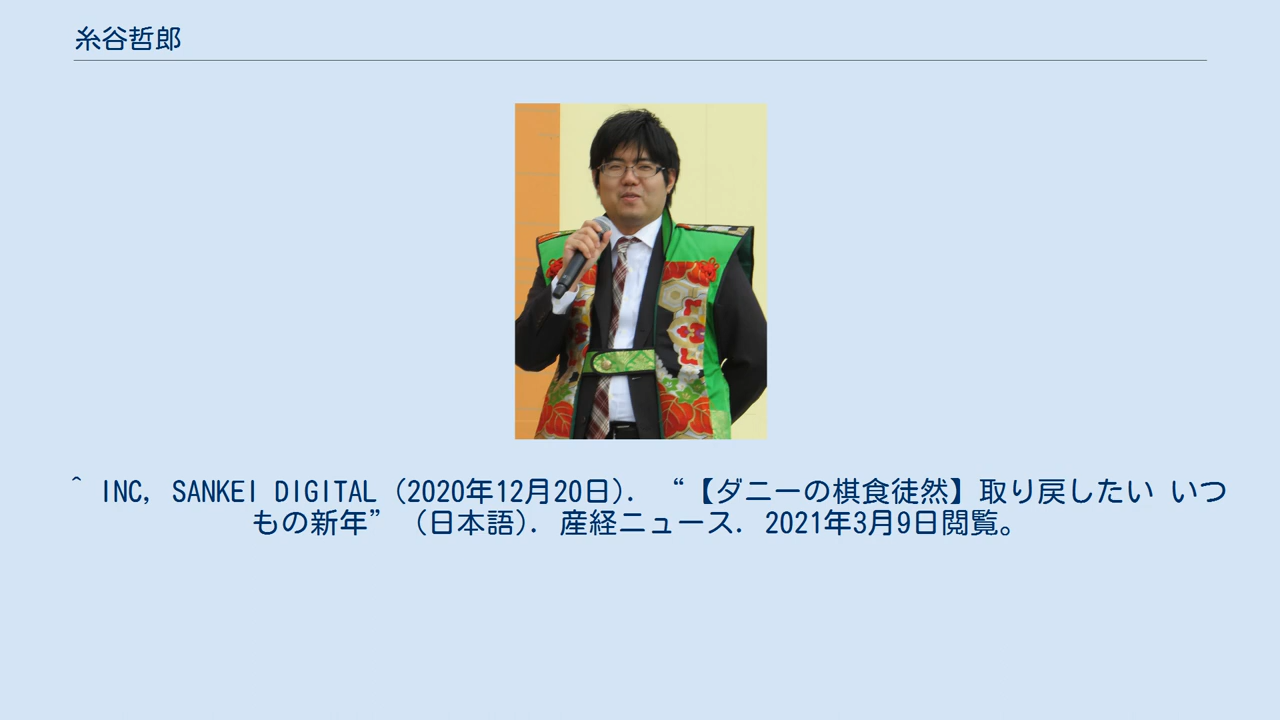 糸谷哲郎
^ INC, SANKEI DIGITAL (2020年12月20日). “【ダニーの棋食徒然】取り戻したい いつ
もの新年” (日本語). 産経ニュース. 2021年3月9日閲覧。